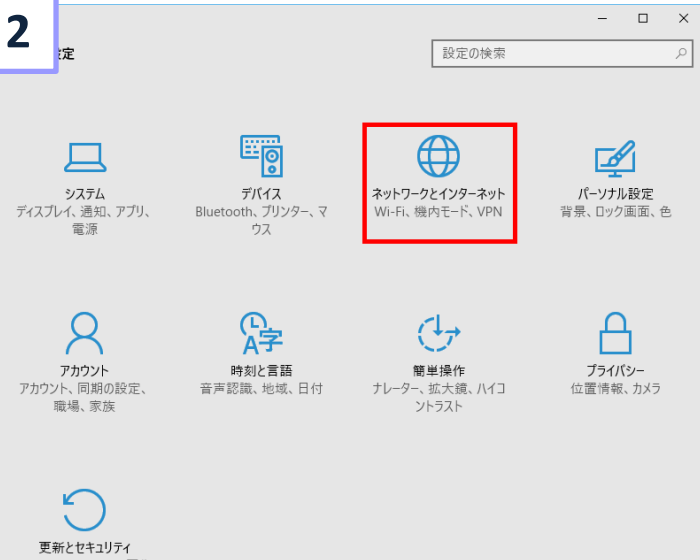 2
設定
設定の検索
システム
ディスプレイ、通知、アプリ、
電源
デバイス
Bluetooth、プリンター、マ
ウス
ネットワークとインターネット
Wi-Fi、機内モード、VPN
パーソナル設定
背景、ロック画面、色
アカウント
アカウント、同期の設定、
職場、家族
時刻と言語
音声認識、地域、日付
簡単操作
ナレーター、拡大鏡、ハイコ
ントラスト
プライバシー
位置情報、カメラ
更新とセキュリティ